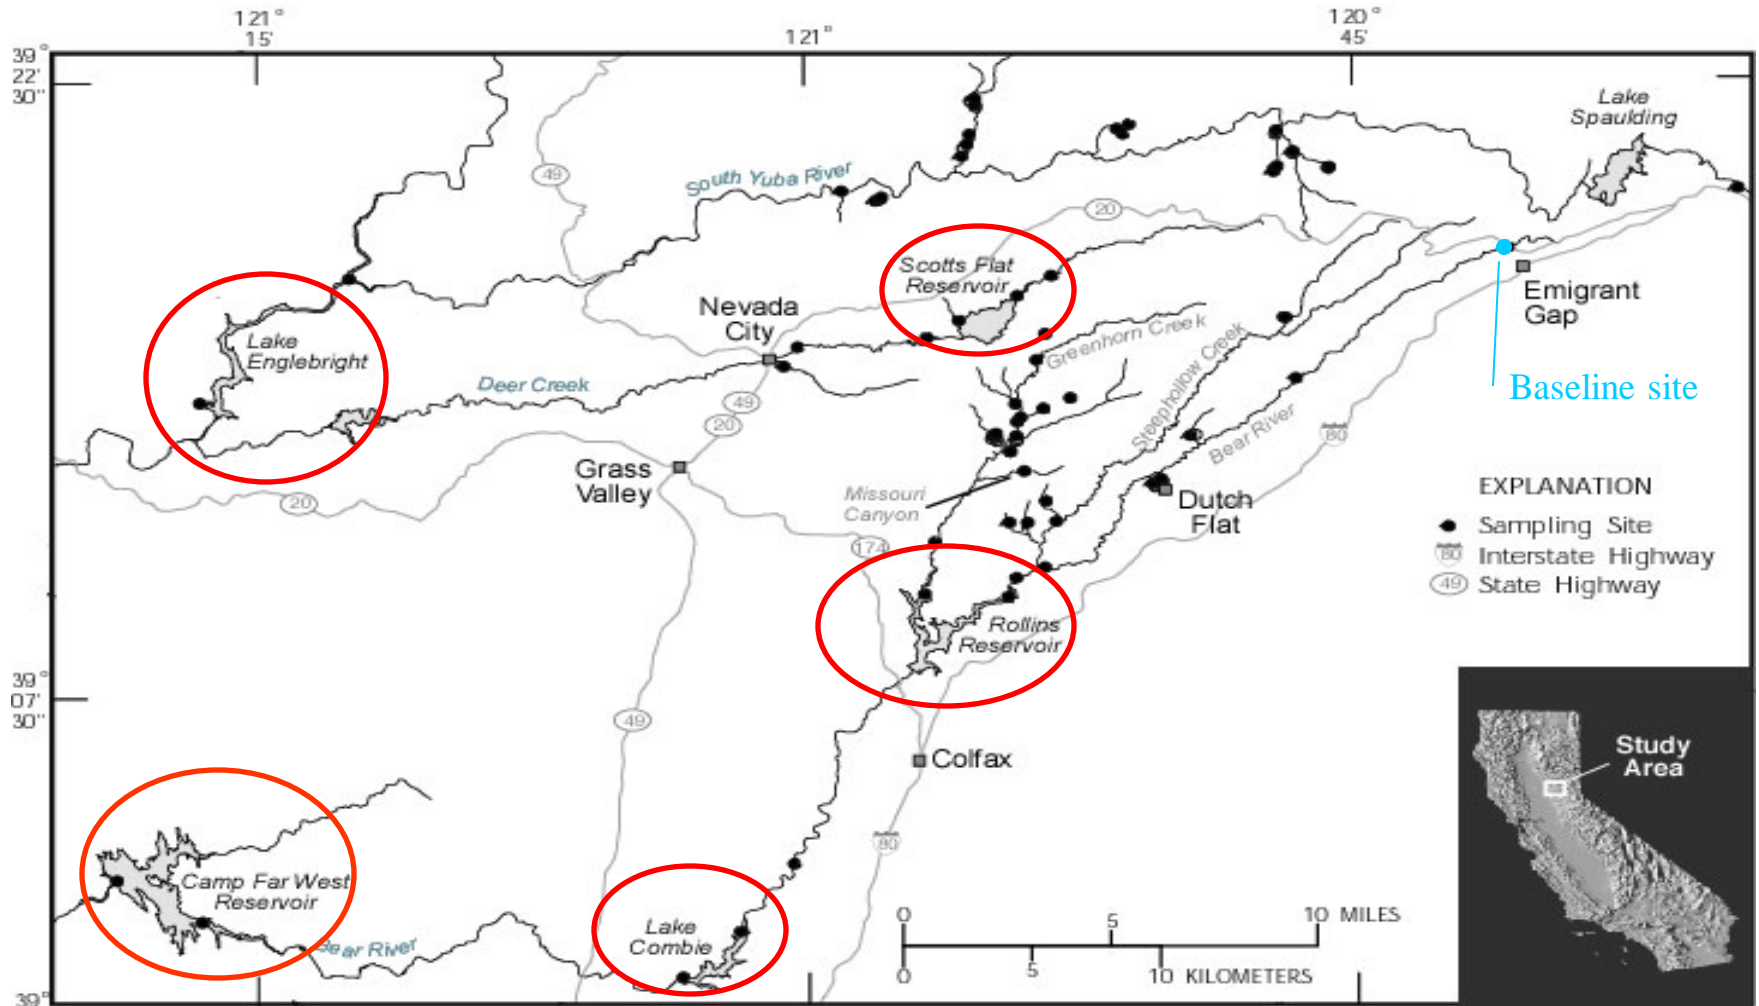 121°
15'
121°
120°
45'
39°
22'
30"
Lake
Spaulding
49
South Yuba River
20
Scotts Flat
Reservoir
Nevada
City
Emigrant
Gap
Lake
Englebright
Greenhorn Creek
Steephollow Creek
Baseline site
Deer Creek
49
20
Bear River
80
Grass
Valley
20
Missouri
Canyon
Dutch
Flat
EXPLANATION
Sampling Site
80 Interstate Highway
49 State Highway
174
Rollins
Reservoir
39°
07'
30"
49
Colfax
Study
Area
80
Camp Far West
Reservoir
Lake
Combie
Bear River
0 5 10 MILES
0 5 10 KILOMETERS
39°